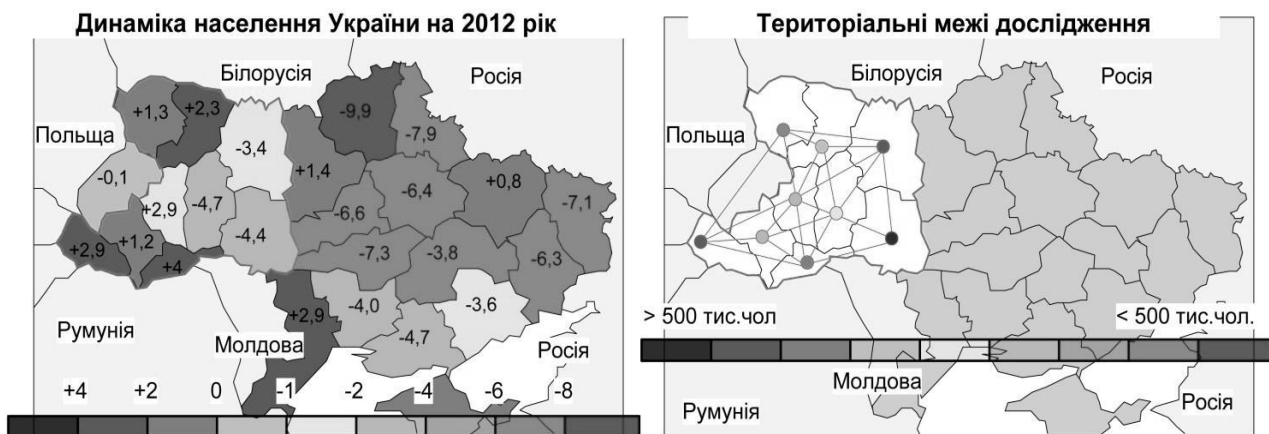 Динаміка населення України на 2012 рік
Білорусія
Росія
Польща
+1,3
+2,3
-9,9
-7,9
-3,4
+1,4
-0,1
+2,9
-4,7
-6,4
+0,8
-7,1
-6,6
-4,4
+2,9
+1,2
+4
-7,3
-3,8
-6,3
+2,9
-4,0
-3,6
-4,7
Румунія
Молдова
Росія
+4 +2 0 -1 -2 -4 -6 -8
Територіальні межі дослідження
Білорусія
Росія
Польща
> 500 тис.чол
< 500 тис.чол.
Молдова
Румунія
Росія